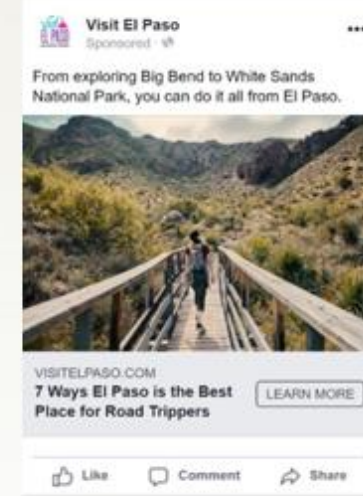 Visit El Paso
Sponsored ·
From exploring Big Bend to White Sands
National Park, you can do it all from El Paso.
VISITELPASO.COM
7 Ways El Paso is the Best
Place for Road Trippers
LEARN MORE
Like Comment Share